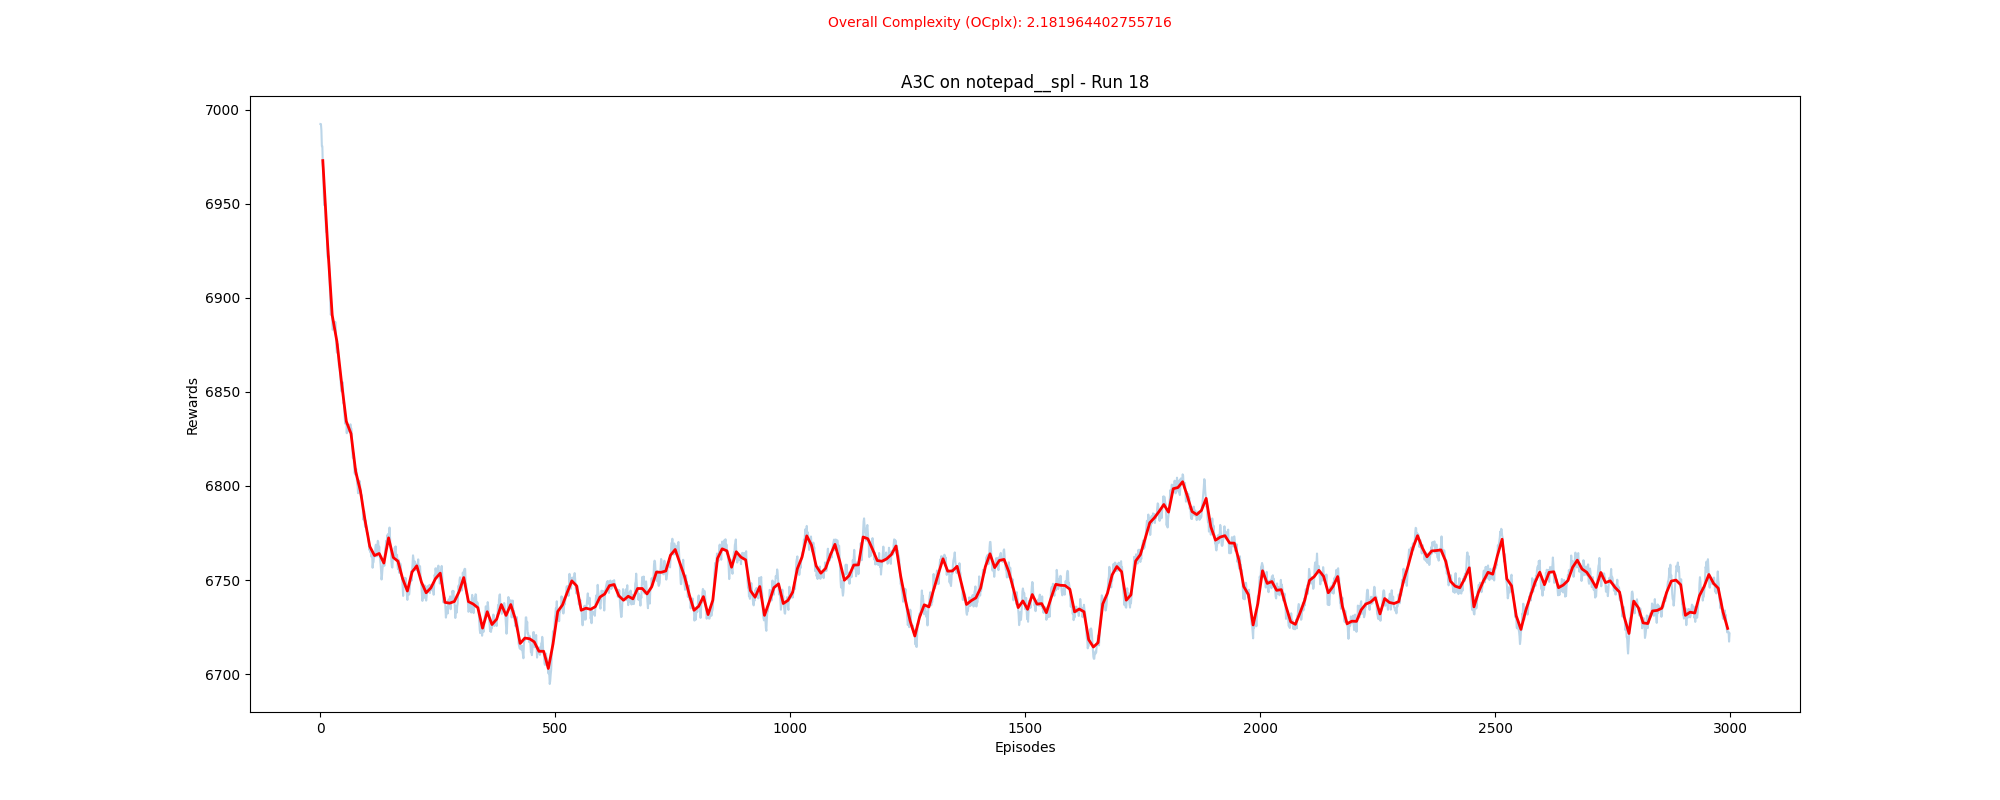 Overall Complexity (OCplx): 2.181964402755716
A3C on notepad__spl - Run 18
7000
6950
6900
6850
6800
6750
6700
Rewards
0 500 1000 1500 2000 2500 3000
Episodes